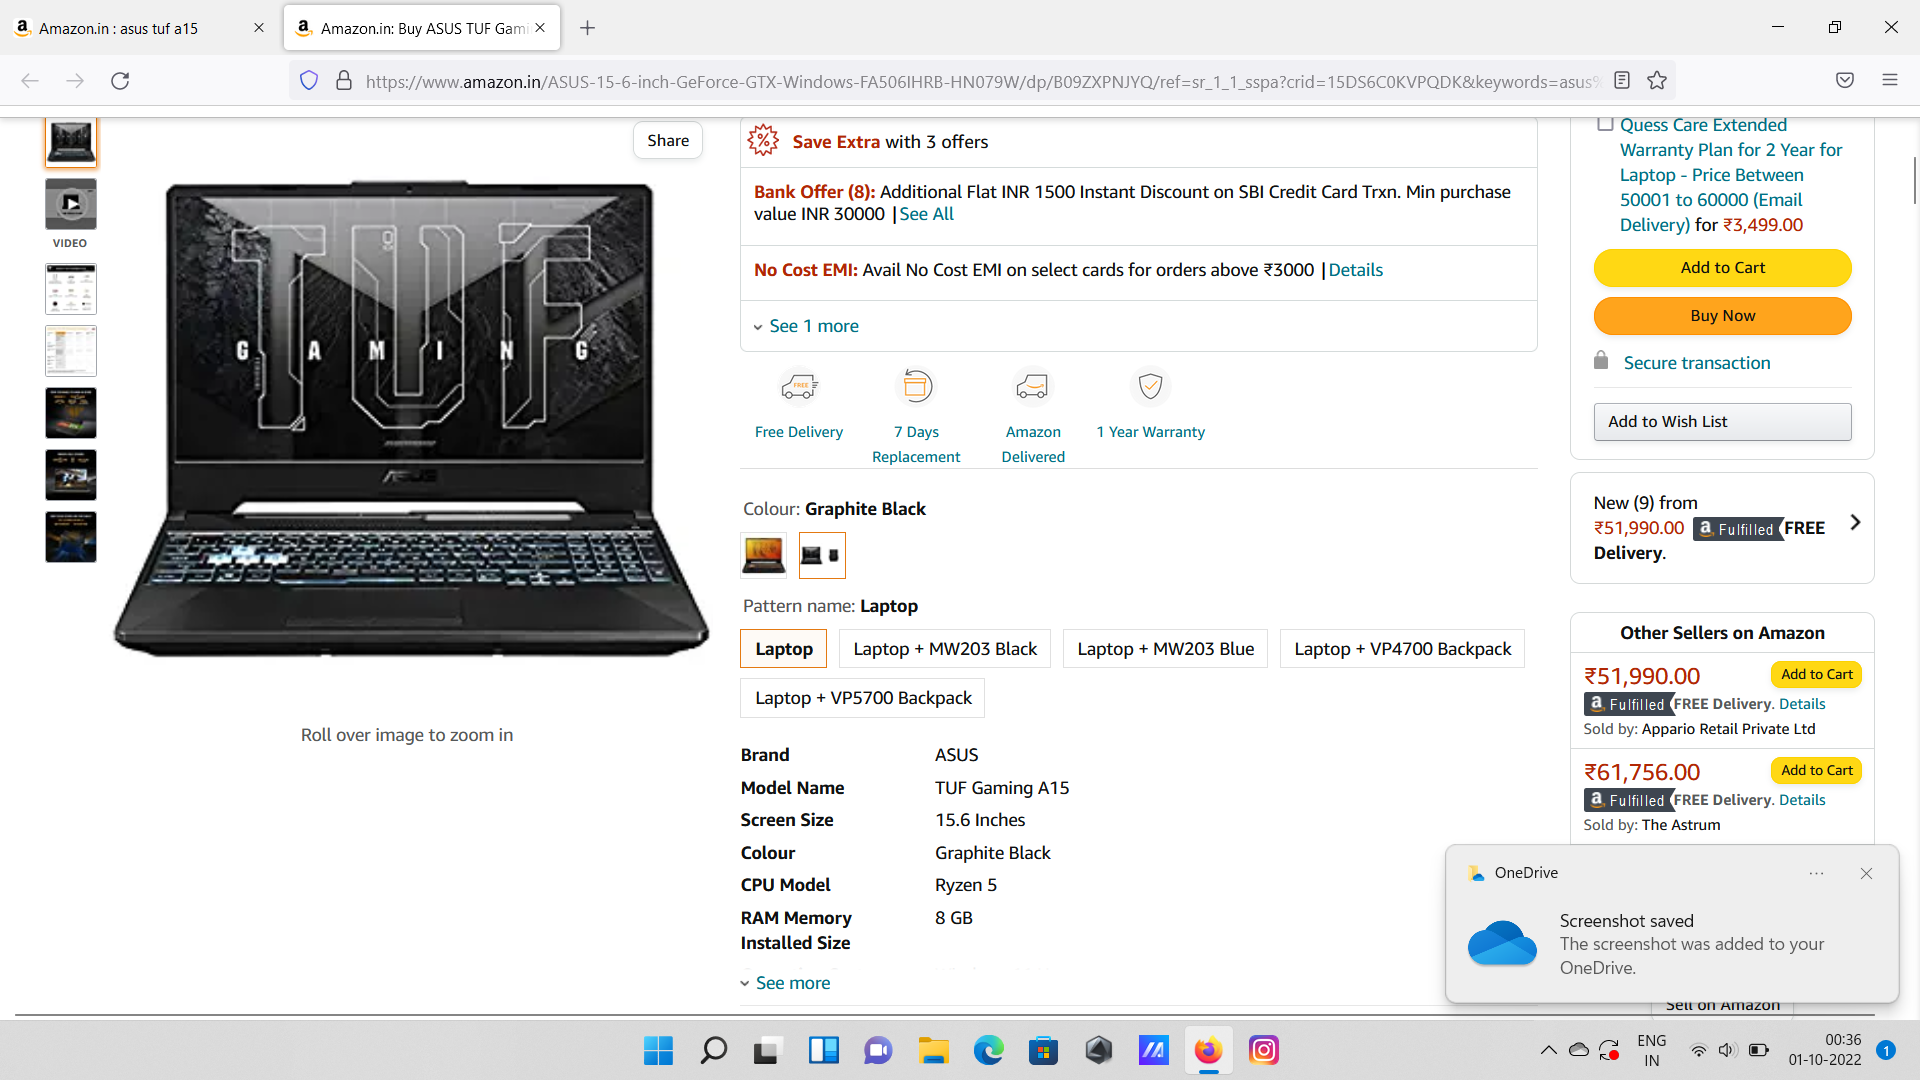 Amazon.in : asus tuf a15
Amazon.in: Buy ASUS TUF Gami
https://www.amazon.in/ASUS-15-6-inch-GeForce-GTX-Windows-FA506IHRB-HN079W/dp/B09ZXPNJYQ/ref=sr_1_1_sspa?crid=15DS6C0KVPQDK&keywords=asus%
VIDEO
Share
TUF
GAMING
ASUS
Roll over image to zoom in
Save Extra with 3 offers
Bank Offer (8): Additional Flat INR 1500 Instant Discount on SBI Credit Card Trxn. Min purchase
value INR 30000 | See All
No Cost EMI: Avail No Cost EMI on select cards for orders above ₹3000 | Details
See 1 more
FREE
Free Delivery
7 Days
Replacement
Amazon
Delivered
1 Year Warranty
Colour: Graphite Black
Pattern name: Laptop
Laptop
Laptop + MW203 Black
Laptop + MW203 Blue
Laptop + VP4700 Backpack
Laptop + VP5700 Backpack
Brand ASUS
Model Name TUF Gaming A15
Screen Size 15.6 Inches
Colour Graphite Black
CPU Model Ryzen 5
RAM Memory 8 GB
Installed Size
See more
Quess Care Extended
Warranty Plan for 2 Year for
Laptop - Price Between
50001 to 60000 (Email
Delivery) for ₹3,499.00
Add to Cart
Buy Now
Secure transaction
Add to Wish List
New (9) from
₹51,990.00 a Fulfilled FREE
Delivery.
Other Sellers on Amazon
₹51,990.00 Add to Cart
a Fulfilled FREE Delivery. Details
Sold by: Appario Retail Private Ltd
₹61,756.00 Add to Cart
a Fulfilled FREE Delivery. Details
Sold by: The Astrum
OneDrive
Screenshot saved
The screenshot was added to your
OneDrive.
Sell on Amazon
ENG
IN
00:36
01-10-2022
1